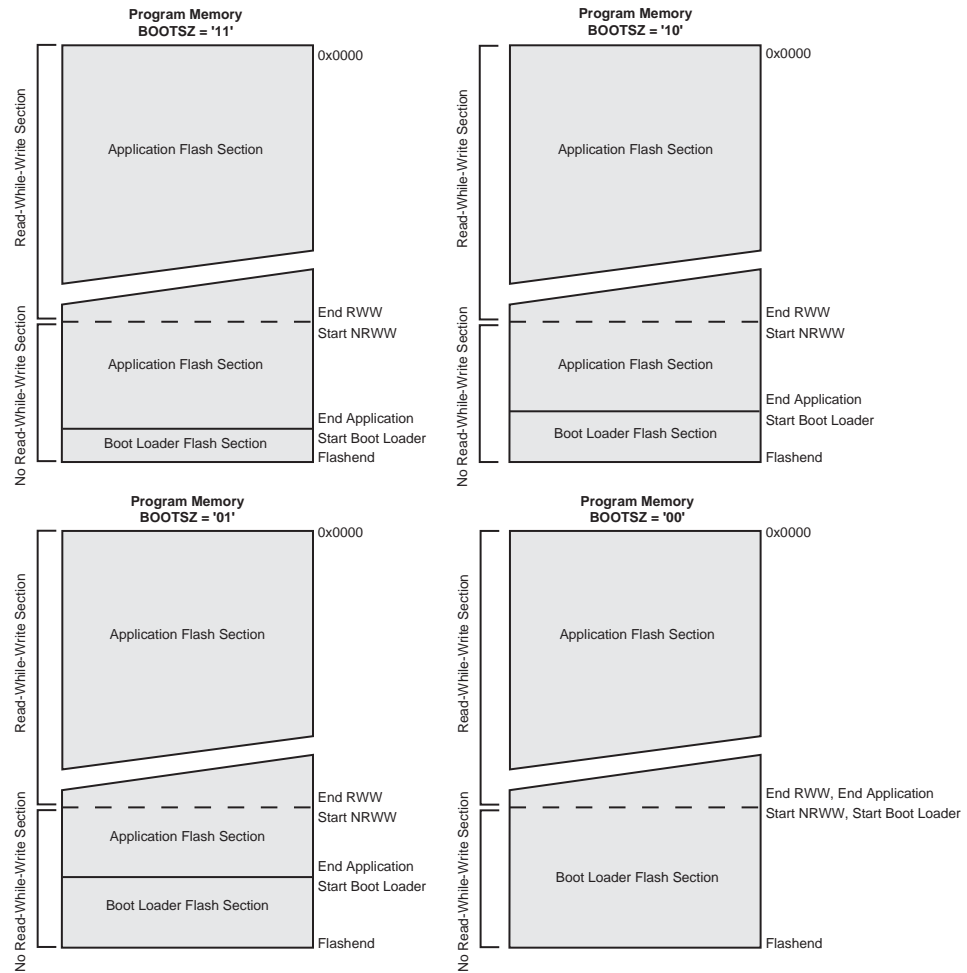 Program Memory
BOOTSZ = '11'
0x0000
Read-While-Write Section
Application Flash Section
End RWW
Start NRWW
No Read-While-Write Section
Application Flash Section
End Application
Start Boot Loader
Boot Loader Flash Section
Flashend
Program Memory
BOOTSZ = '10'
0x0000
Read-While-Write Section
Application Flash Section
End RWW
Start NRWW
No Read-While-Write Section
Application Flash Section
End Application
Start Boot Loader
Boot Loader Flash Section
Flashend
Program Memory
BOOTSZ = '01'
0x0000
Read-While-Write Section
Application Flash Section
End RWW
Start NRWW
No Read-While-Write Section
Application Flash Section
End Application
Start Boot Loader
Boot Loader Flash Section
Flashend
Program Memory
BOOTSZ = '00'
0x0000
Read-While-Write Section
Application Flash Section
End RWW, End Application
Start NRWW, Start Boot Loader
No Read-While-Write Section
Boot Loader Flash Section
Flashend